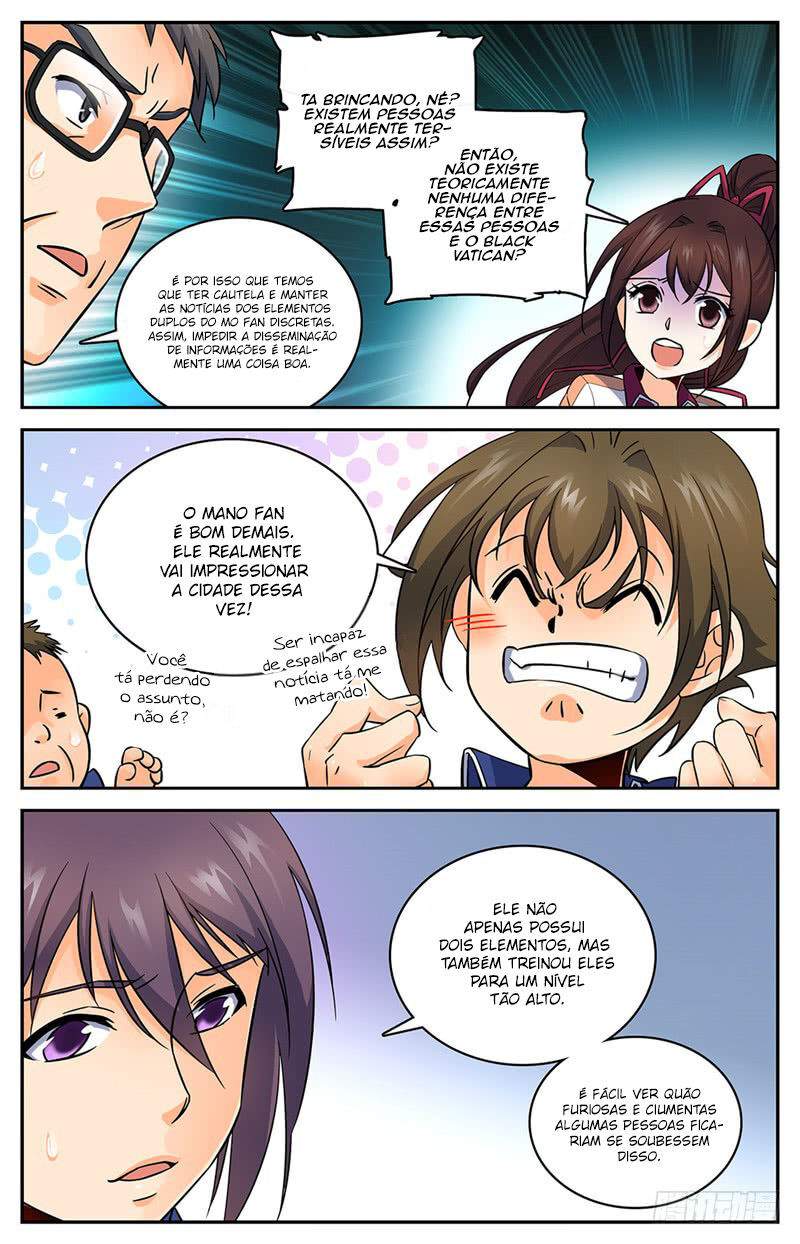 TA BRINCANDO, NÉ?
EXISTEM PESSOAS
REALMENTE TER-
SÍVEIS ASSIM?
ENTÃO,
NÃO EXISTE
TEORICAMENTE
NENHUMA DIFE-
RENÇA ENTRE
ESSAS PESSOAS
E O BLACK
VATICAN?
É POR ISSO QUE TEMOS
QUE TER CAUTELA E MANTER
AS NOTÍCIAS DOS ELEMENTOS
DUPLOS DO MO FAN DISCRETAS.
ASSIM, IMPEDIR A DISSEMINAÇÃO
DE INFORMAÇÕES É REAL-
MENTE UMA COISA BOA.
O MANO FAN
É BOM DEMAIS.
ELE REALMENTE
VAI IMPRESSIONAR
A CIDADE DESSA
VEZ!
Você
tá perdendo
o assunto,
não é?
Ser incapaz
de espalhar essa
notícia tá me
matando!
ELE NÃO
APENAS POSSUI
DOIS ELEMENTOS, MAS
TAMBÉM TREINOU ELES
PARA UM NÍVEL
TÃO ALTO.
É FÁCIL VER QUÃO
FURIOSAS E CIUMENTAS
ALGUMAS PESSOAS FICA-
RIAM SE SOUBESSEM
DISSO.